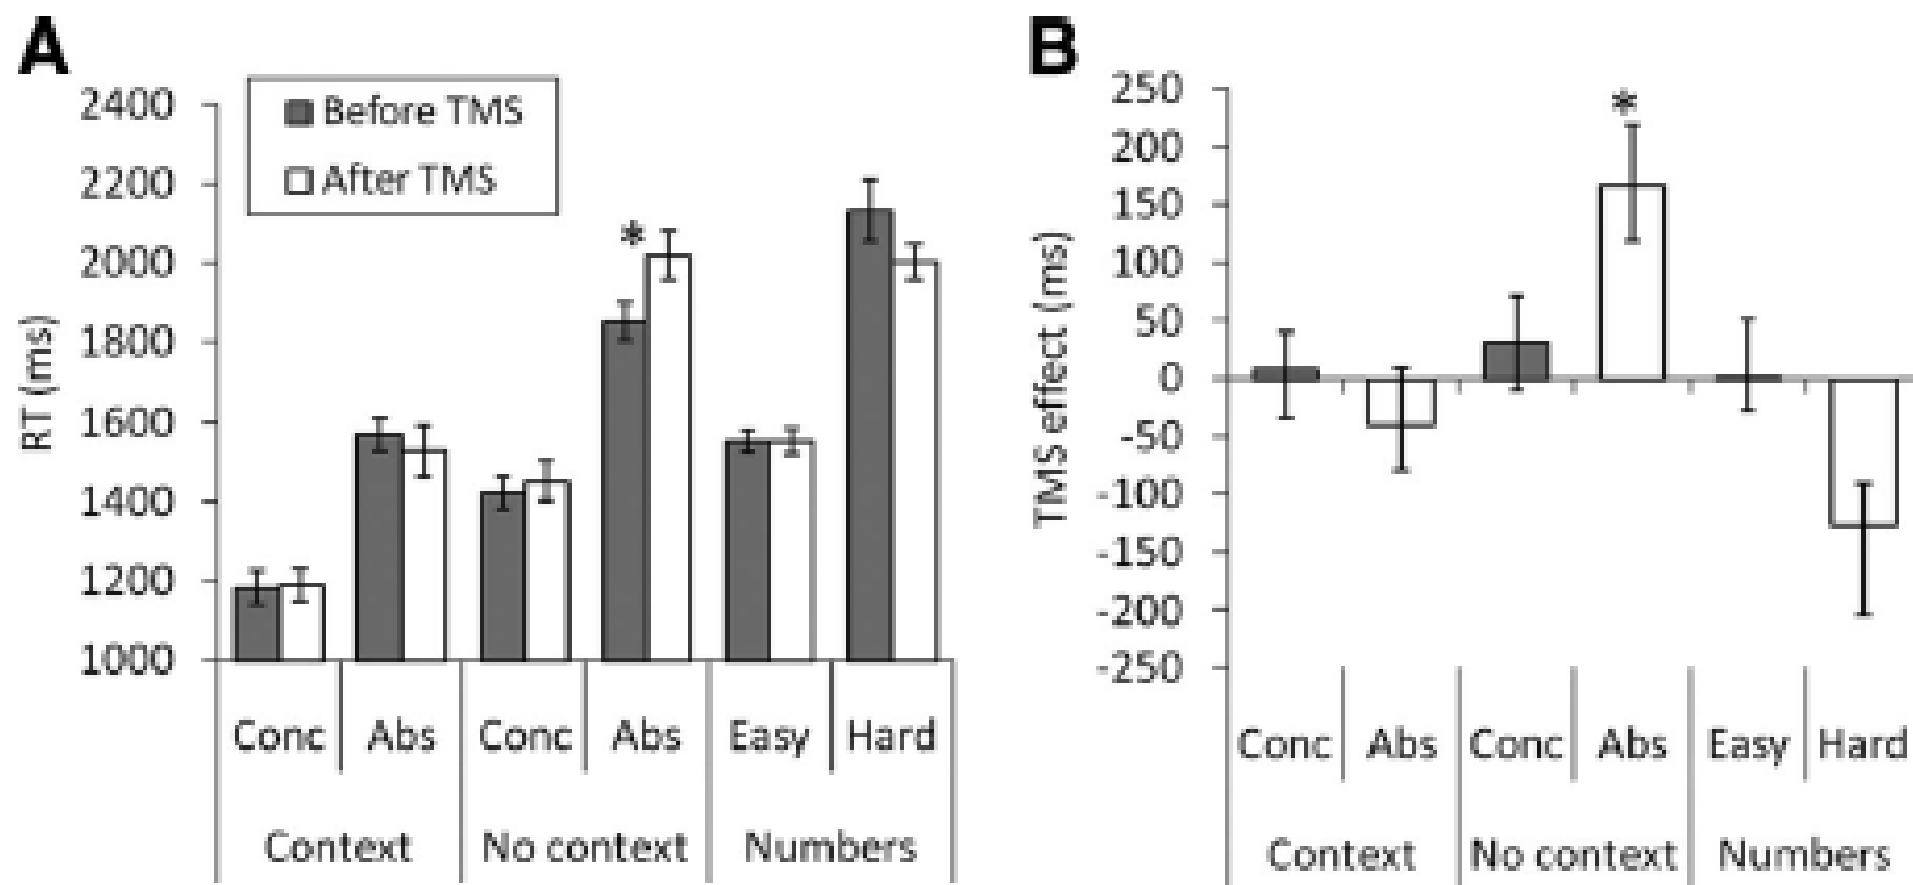 A
2400
2200
2000
1800
1600
1400
1200
1000
RT (ms)
Before TMS
After TMS
*
Conc Abs Conc Abs Easy Hard
Context No context Numbers
B
250
200
150
100
50
0
-50
-100
-150
-200
-250
TMS effect (ms)
*
Conc Abs Conc Abs Easy Hard
Context No context Numbers